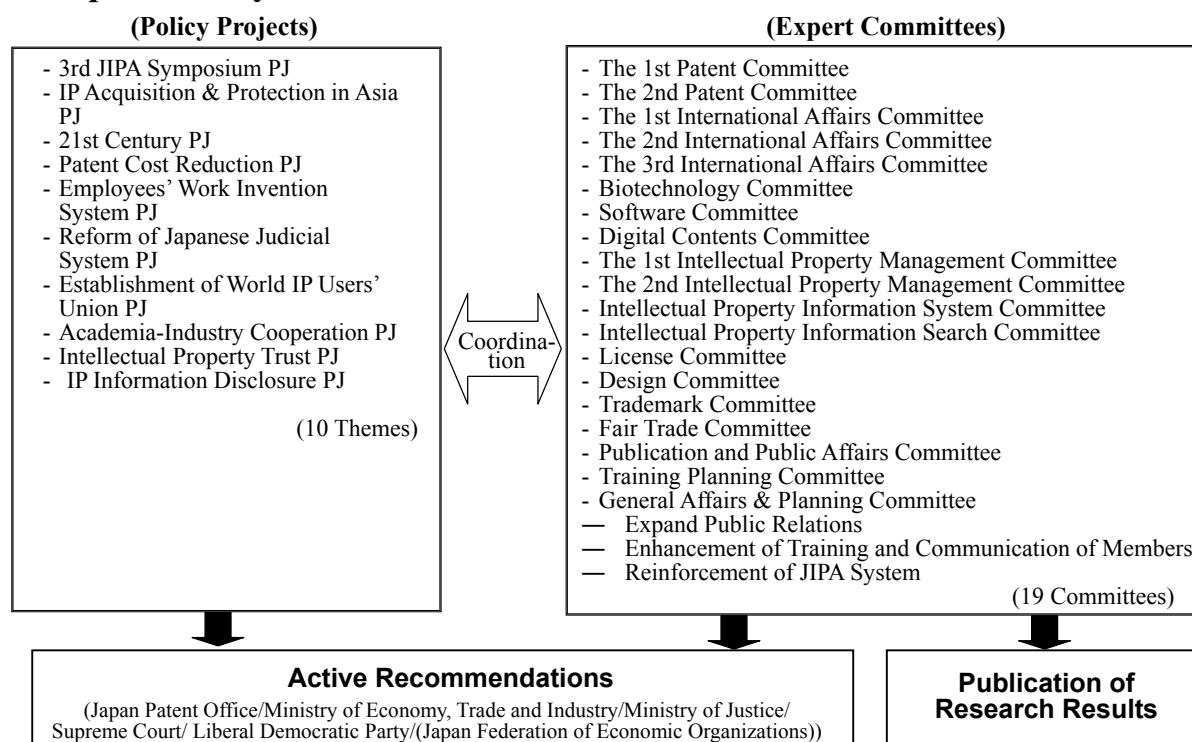 (Policy Projects)
- 3rd JIPA Symposium PJ
- IP Acquisition & Protection in Asia
PJ
- 21st Century PJ
- Patent Cost Reduction PJ
- Employees’ Work Invention
System PJ
- Reform of Japanese Judicial
System PJ
- Establishment of World IP Users’
Union PJ
- Academia-Industry Cooperation PJ
- Intellectual Property Trust PJ
- IP Information Disclosure PJ
(10 Themes)
Coordina-
tion
(Expert Committees)
- The 1st Patent Committee
- The 2nd Patent Committee
- The 1st International Affairs Committee
- The 2nd International Affairs Committee
- The 3rd International Affairs Committee
- Biotechnology Committee
- Software Committee
- Digital Contents Committee
- The 1st Intellectual Property Management Committee
- The 2nd Intellectual Property Management Committee
- Intellectual Property Information System Committee
- Intellectual Property Information Search Committee
- License Committee
- Design Committee
- Trademark Committee
- Fair Trade Committee
- Publication and Public Affairs Committee
- Training Planning Committee
- General Affairs & Planning Committee
— Expand Public Relations
— Enhancement of Training and Communication of Members
— Reinforcement of JIPA System
(19 Committees)
Active Recommendations
(Japan Patent Office/Ministry of Economy, Trade and Industry/Ministry of Justice/
Supreme Court/ Liberal Democratic Party/(Japan Federation of Economic Organizations))
Publication of
Research Results